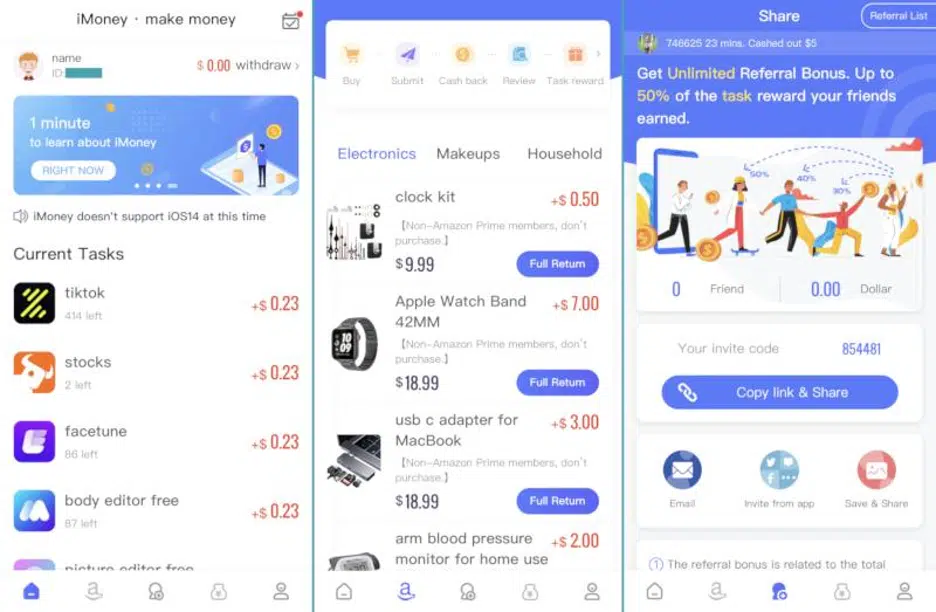 iMoney · make money
name
ID:
$ 0.00 withdraw ›
1 minute
to learn about iMoney
RIGHT NOW
iMoney doesn't support iOS14 at this time
Current Tasks
tiktok
414 left
+$ 0.23
stocks
2 left
+$ 0.23
facetune
86 left
+$ 0.23
body editor free
87 left
+$ 0.23
picture editor free
Buy
Submit
Cash back
Review
Task reward
Electronics
Makeups
Household
clock kit
+$ 0.50
【Non-Amazon Prime members, don't
purchase.】
$ 9.99
Full Return
Apple Watch Band
42MM
+$ 7.00
【Non-Amazon Prime members, don't
purchase.】
$ 18.99
Full Return
usb c adapter for
MacBook
+$ 3.00
【Non-Amazon Prime members, don't
purchase.】
$ 18.99
Full Return
arm blood pressure
monitor for home use
+$ 2.00
Share
Referral List
746625 23 mins. Cashed out $5
Get Unlimited Referral Bonus. Up to
50% of the task reward your friends
earned.
50%
40%
30%
0 Friend
0.00 Dollar
Your invite code
854481
Copy link & Share
Email
Invite from app
Save & Share
① The referral bonus is related to the total